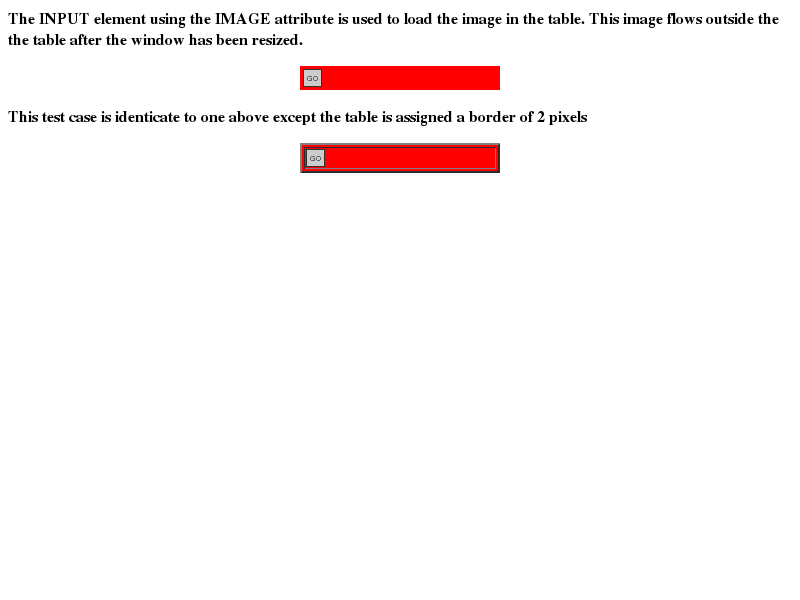 The INPUT element using the IMAGE attribute is used to load the image in the table. This image flows outside the
the table after the window has been resized.
GO
This test case is identicate to one above except the table is assigned a border of 2 pixels
GO